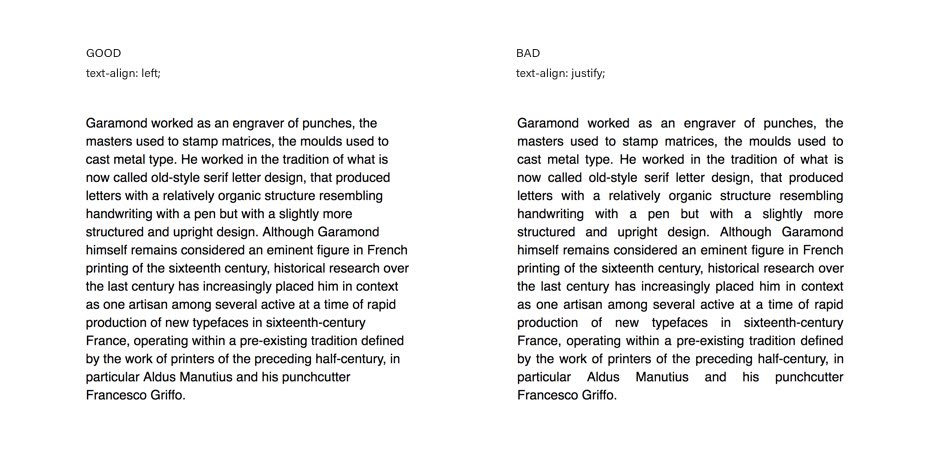 GOOD
text-align: left;
Garamond worked as an engraver of punches, the
masters used to stamp matrices, the moulds used to
cast metal type. He worked in the tradition of what is
now called old-style serif letter design, that produced
letters with a relatively organic structure resembling
handwriting with a pen but with a slightly more
structured and upright design. Although Garamond
himself remains considered an eminent figure in French
printing of the sixteenth century, historical research over
the last century has increasingly placed him in context
as one artisan among several active at a time of rapid
production of new typefaces in sixteenth-century
France, operating within a pre-existing tradition defined
by the work of printers of the preceding half-century, in
particular Aldus Manutius and his punchcutter
Francesco Griffo.
BAD
text-align: justify;
Garamond worked as an engraver of punches, the
masters used to stamp matrices, the moulds used to
cast metal type. He worked in the tradition of what is
now called old-style serif letter design, that produced
letters with a relatively organic structure resembling
handwriting with a pen but with a slightly more
structured and upright design. Although Garamond
himself remains considered an eminent figure in French
printing of the sixteenth century, historical research over
the last century has increasingly placed him in context
as one artisan among several active at a time of rapid
production of new typefaces in sixteenth-century
France, operating within a pre-existing tradition defined
by the work of printers of the preceding half-century, in
particular Aldus Manutius and his punchcutter
Francesco Griffo.